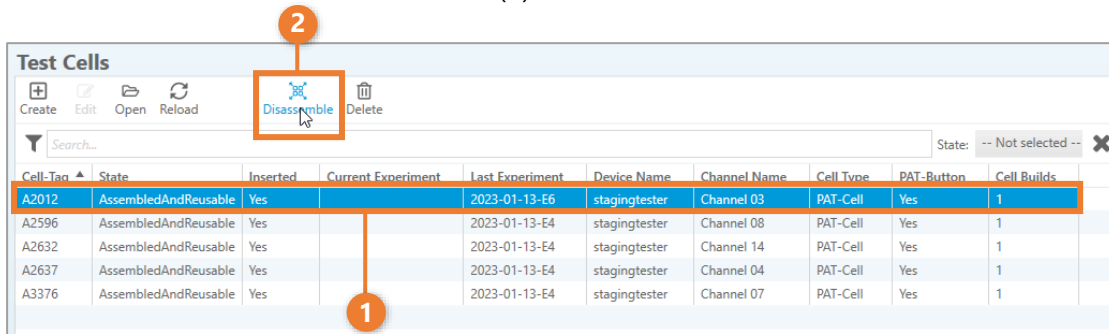 2
Test Cells
Create Edit Open Reload Disassemble Delete
Search... State: -- Not selected --
Cell-Tag State Inserted Current Experiment Last Experiment Device Name Channel Name Cell Type PAT-Button Cell Builds
A2012 AssembledAndReusable Yes 2023-01-13-E6 stagingtester Channel 03 PAT-Cell Yes 1
A2596 AssembledAndReusable Yes 2023-01-13-E4 stagingtester Channel 08 PAT-Cell Yes 1
A2632 AssembledAndReusable Yes 2023-01-13-E4 stagingtester Channel 14 PAT-Cell Yes 1
A2637 AssembledAndReusable Yes 2023-01-13-E4 stagingtester Channel 04 PAT-Cell Yes 1
A3376 AssembledAndReusable Yes 2023-01-13-E4 stagingtester Channel 07 PAT-Cell Yes 1
1